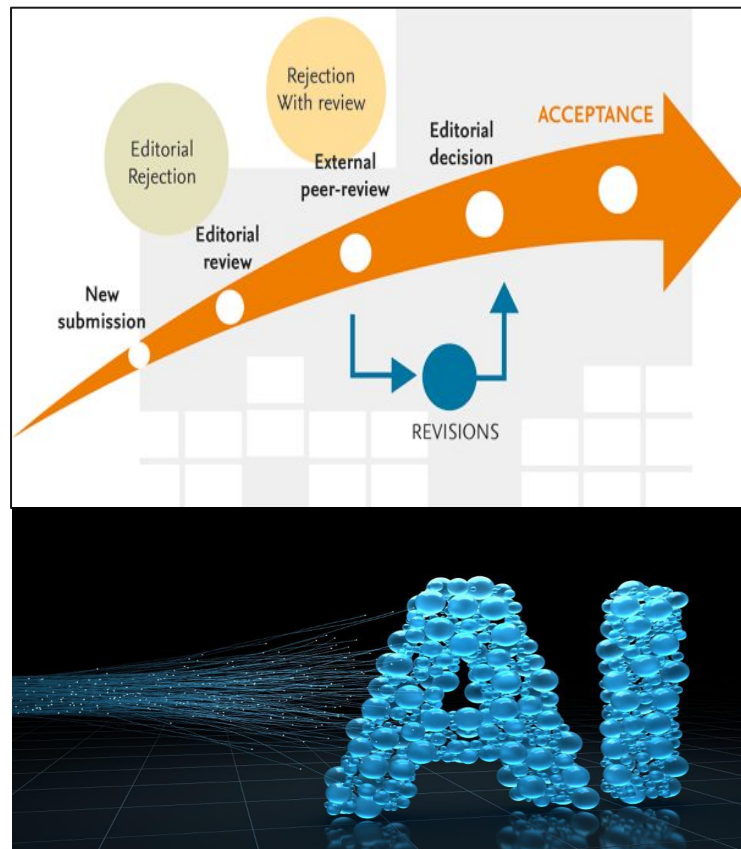 Rejection
With review
Editorial
Rejection
ACCEPTANCE
Editorial
decision
External
peer-review
Editorial
review
New
submission
REVISIONS
AI